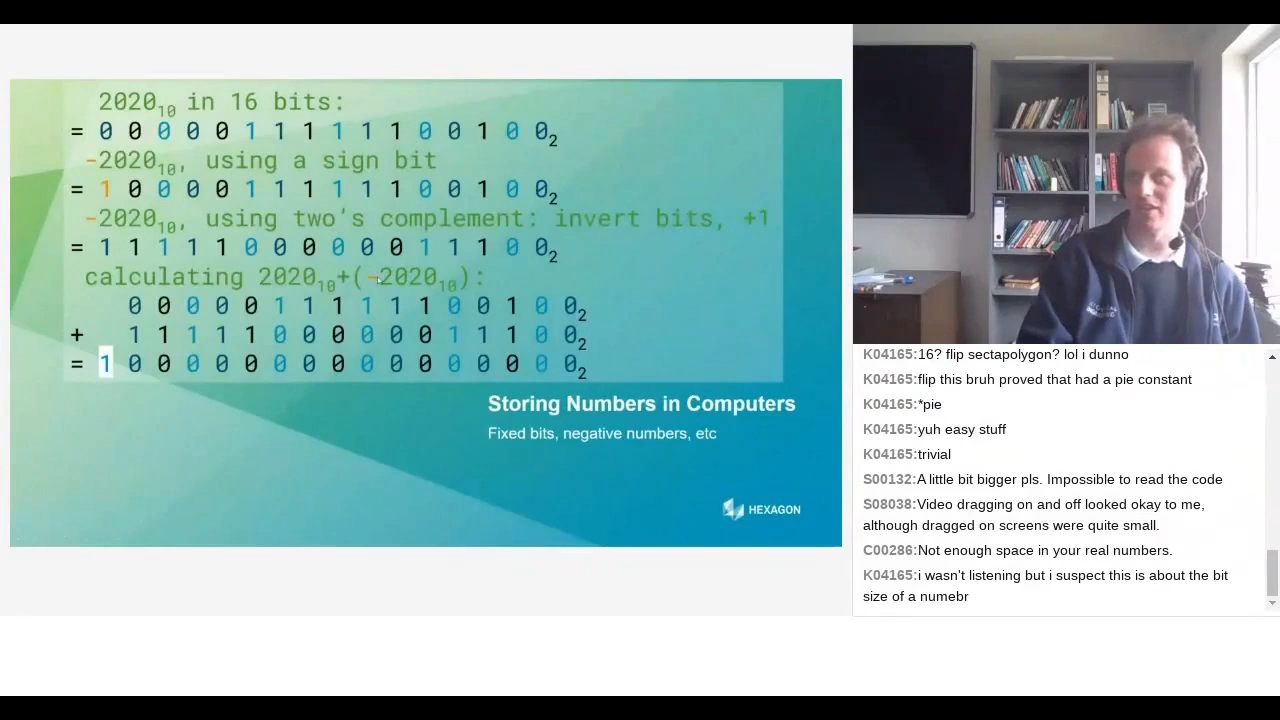 2020₁₀ in 16 bits:
= 0 0 0 0 0 1 1 1 1 1 1 0 0 1 0 0₂
-2020₁₀, using a sign bit
= 1 0 0 0 0 1 1 1 1 1 1 0 0 1 0 0₂
-2020₁₀, using two's complement: invert bits, +1
= 1 1 1 1 1 0 0 0 0 0 0 1 1 1 0 0₂
calculating 2020₁₀+(-2020₁₀):
0 0 0 0 0 1 1 1 1 1 1 0 0 1 0 0₂
+ 1 1 1 1 1 0 0 0 0 0 0 1 1 1 0 0₂
= 1 0 0 0 0 0 0 0 0 0 0 0 0 0 0 0 0₂
Storing Numbers in Computers
Fixed bits, negative numbers, etc
HEXAGON
K04165:16? flip sectapolygon? lol i dunno
K04165:flip this bruh proved that had a pie constant
K04165:*pie
K04165:yuh easy stuff
K04165:trivial
S00132:A little bit bigger pls. Impossible to read the code
S08038:Video dragging on and off looked okay to me,
although dragged on screens were quite small.
C00286:Not enough space in your real numbers.
K04165:i wasn't listening but i suspect this is about the bit
size of a numebr